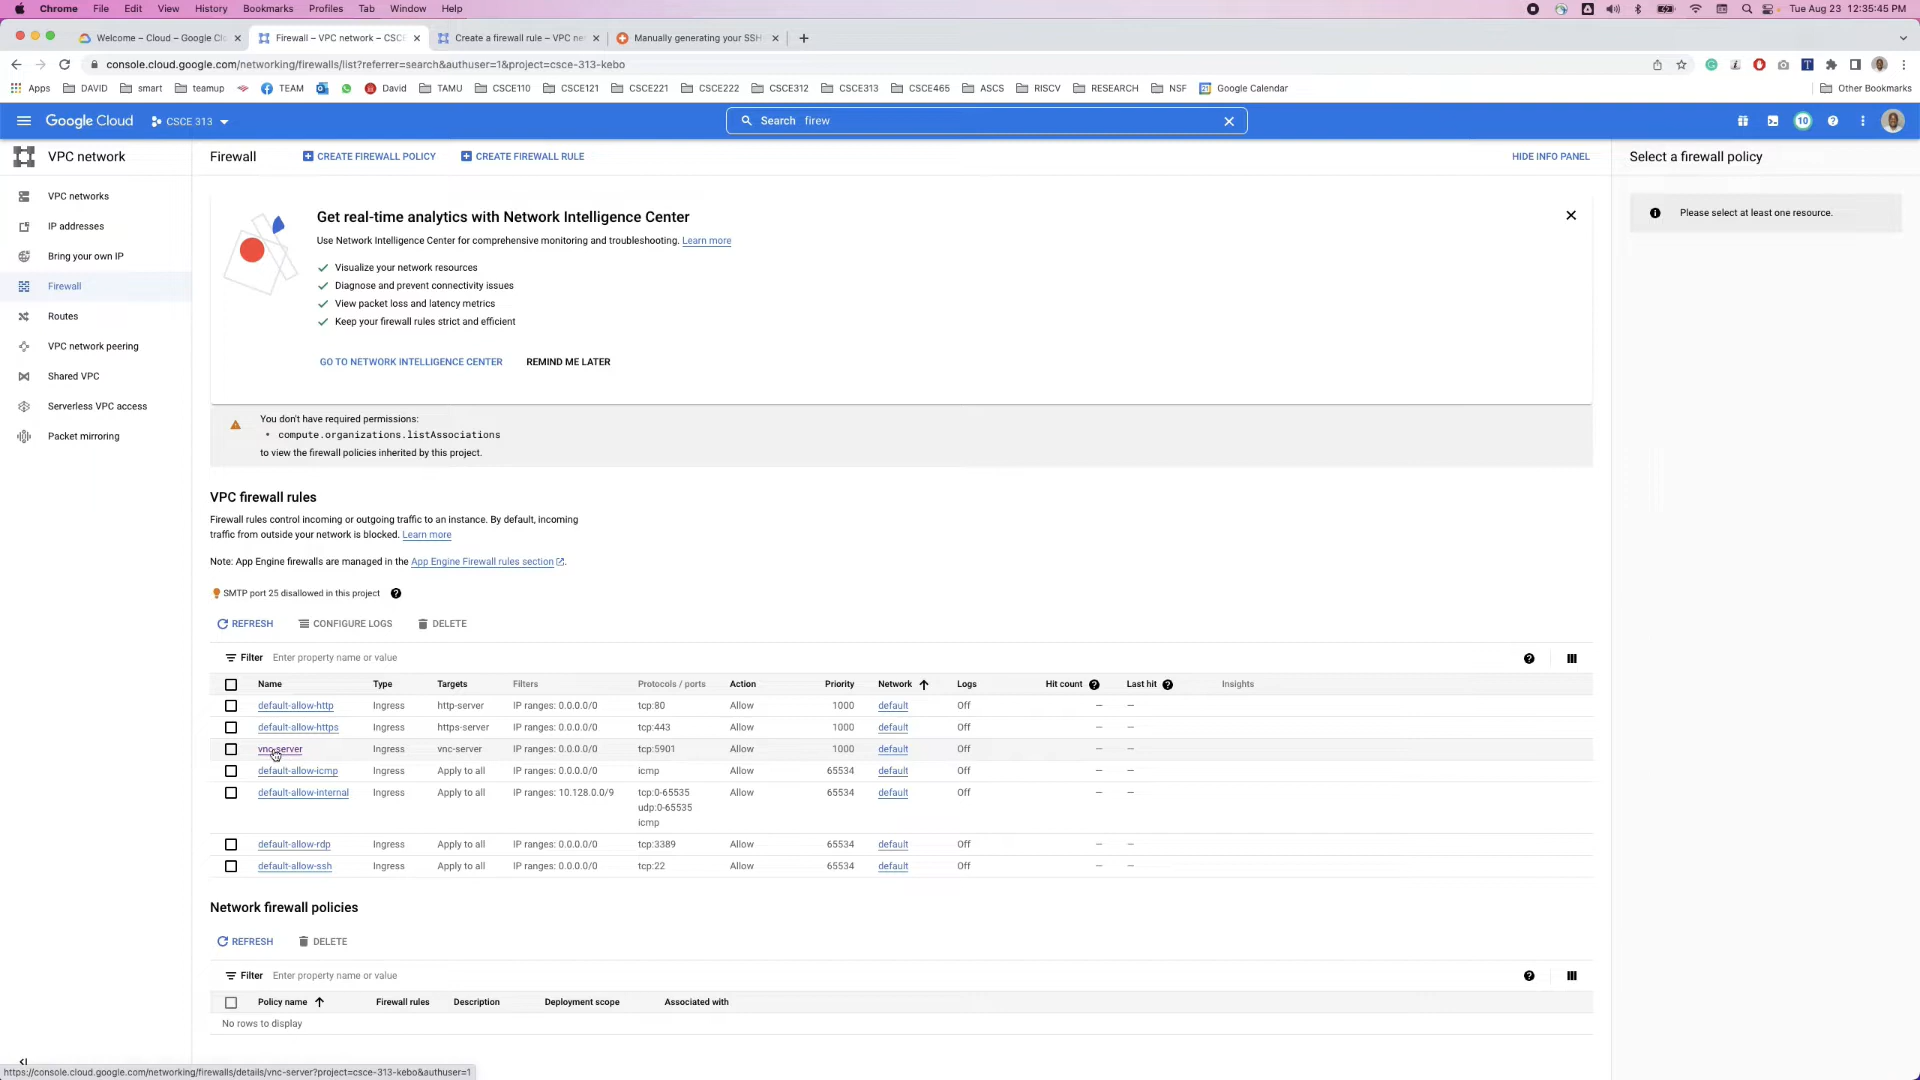 Chrome File Edit View History Bookmarks Profiles Tab Window Help Tue Aug 23 12:35:45 PM
Welcome – Cloud – Google Cl
Firewall – VPC network – CSCE
Create a firewall rule – VPC ne
Manually generating your SSH
console.cloud.google.com/networking/firewalls/list?referrer=search&authuser=1&project=csce-313-kebo
Apps DAVID smart teamup TEAM David TAMU CSCE110 CSCE121 CSCE221 CSCE222 CSCE312 CSCE313 CSCE465 ASCS RISCV RESEARCH NSF Google Calendar Other Bookmarks
Google Cloud CSCE 313 Search firew 10
VPC network
VPC networks
IP addresses
Bring your own IP
Firewall
Routes
VPC network peering
Shared VPC
Serverless VPC access
Packet mirroring
Firewall CREATE FIREWALL POLICY CREATE FIREWALL RULE HIDE INFO PANEL
Select a firewall policy
Please select at least one resource.
Get real-time analytics with Network Intelligence Center
Use Network Intelligence Center for comprehensive monitoring and troubleshooting. Learn more
Visualize your network resources
Diagnose and prevent connectivity issues
View packet loss and latency metrics
Keep your firewall rules strict and efficient
GO TO NETWORK INTELLIGENCE CENTER REMIND ME LATER
You don't have required permissions:
• compute.organizations.listAssociations
to view the firewall policies inherited by this project.
VPC firewall rules
Firewall rules control incoming or outgoing traffic to an instance. By default, incoming
traffic from outside your network is blocked. Learn more
Note: App Engine firewalls are managed in the App Engine Firewall rules section.
SMTP port 25 disallowed in this project
REFRESH CONFIGURE LOGS DELETE
Filter Enter property name or value
Name Type Targets Filters Protocols / ports Action Priority Network Logs Hit count Last hit Insights
default-allow-http Ingress http-server IP ranges: 0.0.0.0/0 tcp:80 Allow 1000 default Off — —
default-allow-https Ingress https-server IP ranges: 0.0.0.0/0 tcp:443 Allow 1000 default Off — —
vnc-server Ingress vnc-server IP ranges: 0.0.0.0/0 tcp:5901 Allow 1000 default Off — —
default-allow-icmp Ingress Apply to all IP ranges: 0.0.0.0/0 icmp Allow 65534 default Off — —
default-allow-internal Ingress Apply to all IP ranges: 10.128.0.0/9 tcp:0-65535 Allow 65534 default Off — —
udp:0-65535
icmp
default-allow-rdp Ingress Apply to all IP ranges: 0.0.0.0/0 tcp:3389 Allow 65534 default Off — —
default-allow-ssh Ingress Apply to all IP ranges: 0.0.0.0/0 tcp:22 Allow 65534 default Off — —
Network firewall policies
REFRESH DELETE
Filter Enter property name or value
Policy name Firewall rules Description Deployment scope Associated with
No rows to display
https://console.cloud.google.com/networking/firewalls/details/vnc-server?project=csce-313-kebo&authuser=1